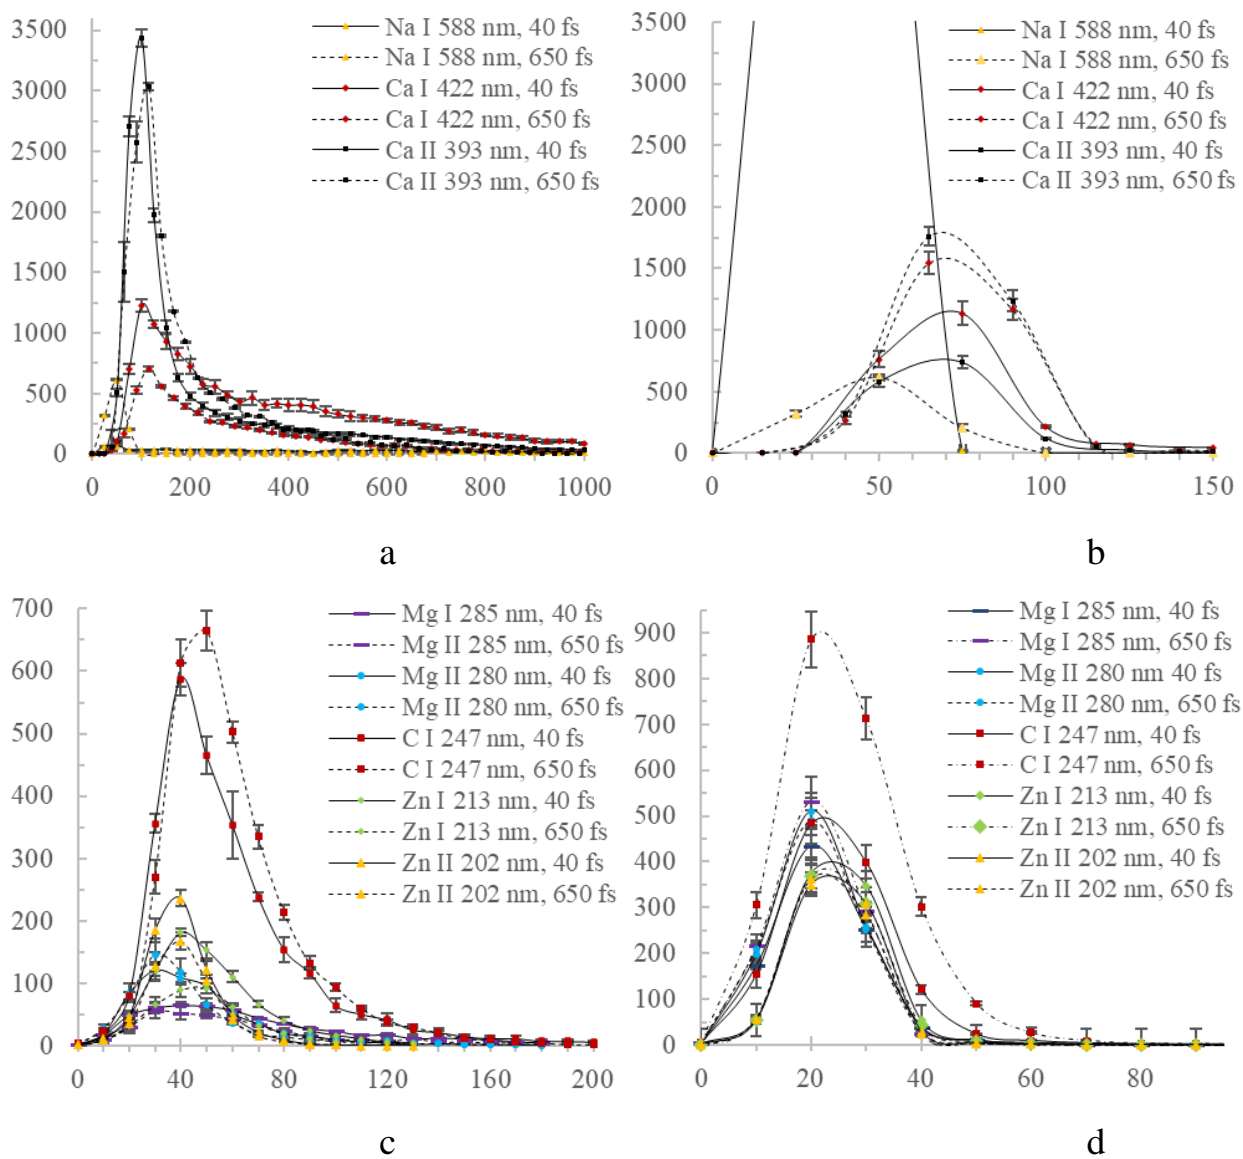 3500
3000
2500
2000
1500
1000
500
0
0 200 400 600 800 1000
Na I 588 nm, 40 fs
Na I 588 nm, 650 fs
Ca I 422 nm, 40 fs
Ca I 422 nm, 650 fs
Ca II 393 nm, 40 fs
Ca II 393 nm, 650 fs
a
3500
3000
2500
2000
1500
1000
500
0
0 50 100 150
Na I 588 nm, 40 fs
Na I 588 nm, 650 fs
Ca I 422 nm, 40 fs
Ca I 422 nm, 650 fs
Ca II 393 nm, 40 fs
Ca II 393 nm, 650 fs
b
700
600
500
400
300
200
100
0
0 40 80 120 160 200
Mg I 285 nm, 40 fs
Mg II 285 nm, 650 fs
Mg II 280 nm, 40 fs
Mg II 280 nm, 650 fs
C I 247 nm, 40 fs
C I 247 nm, 650 fs
Zn I 213 nm, 40 fs
Zn I 213 nm, 650 fs
Zn II 202 nm, 40 fs
Zn II 202 nm, 650 fs
c
900
800
700
600
500
400
300
200
100
0
0 20 40 60 80
Mg I 285 nm, 40 fs
Mg I 285 nm, 650 fs
Mg II 280 nm, 40 fs
Mg II 280 nm, 650 fs
C I 247 nm, 40 fs
C I 247 nm, 650 fs
Zn I 213 nm, 40 fs
Zn I 213 nm, 650 fs
Zn II 202 nm, 40 fs
Zn II 202 nm, 650 fs
d